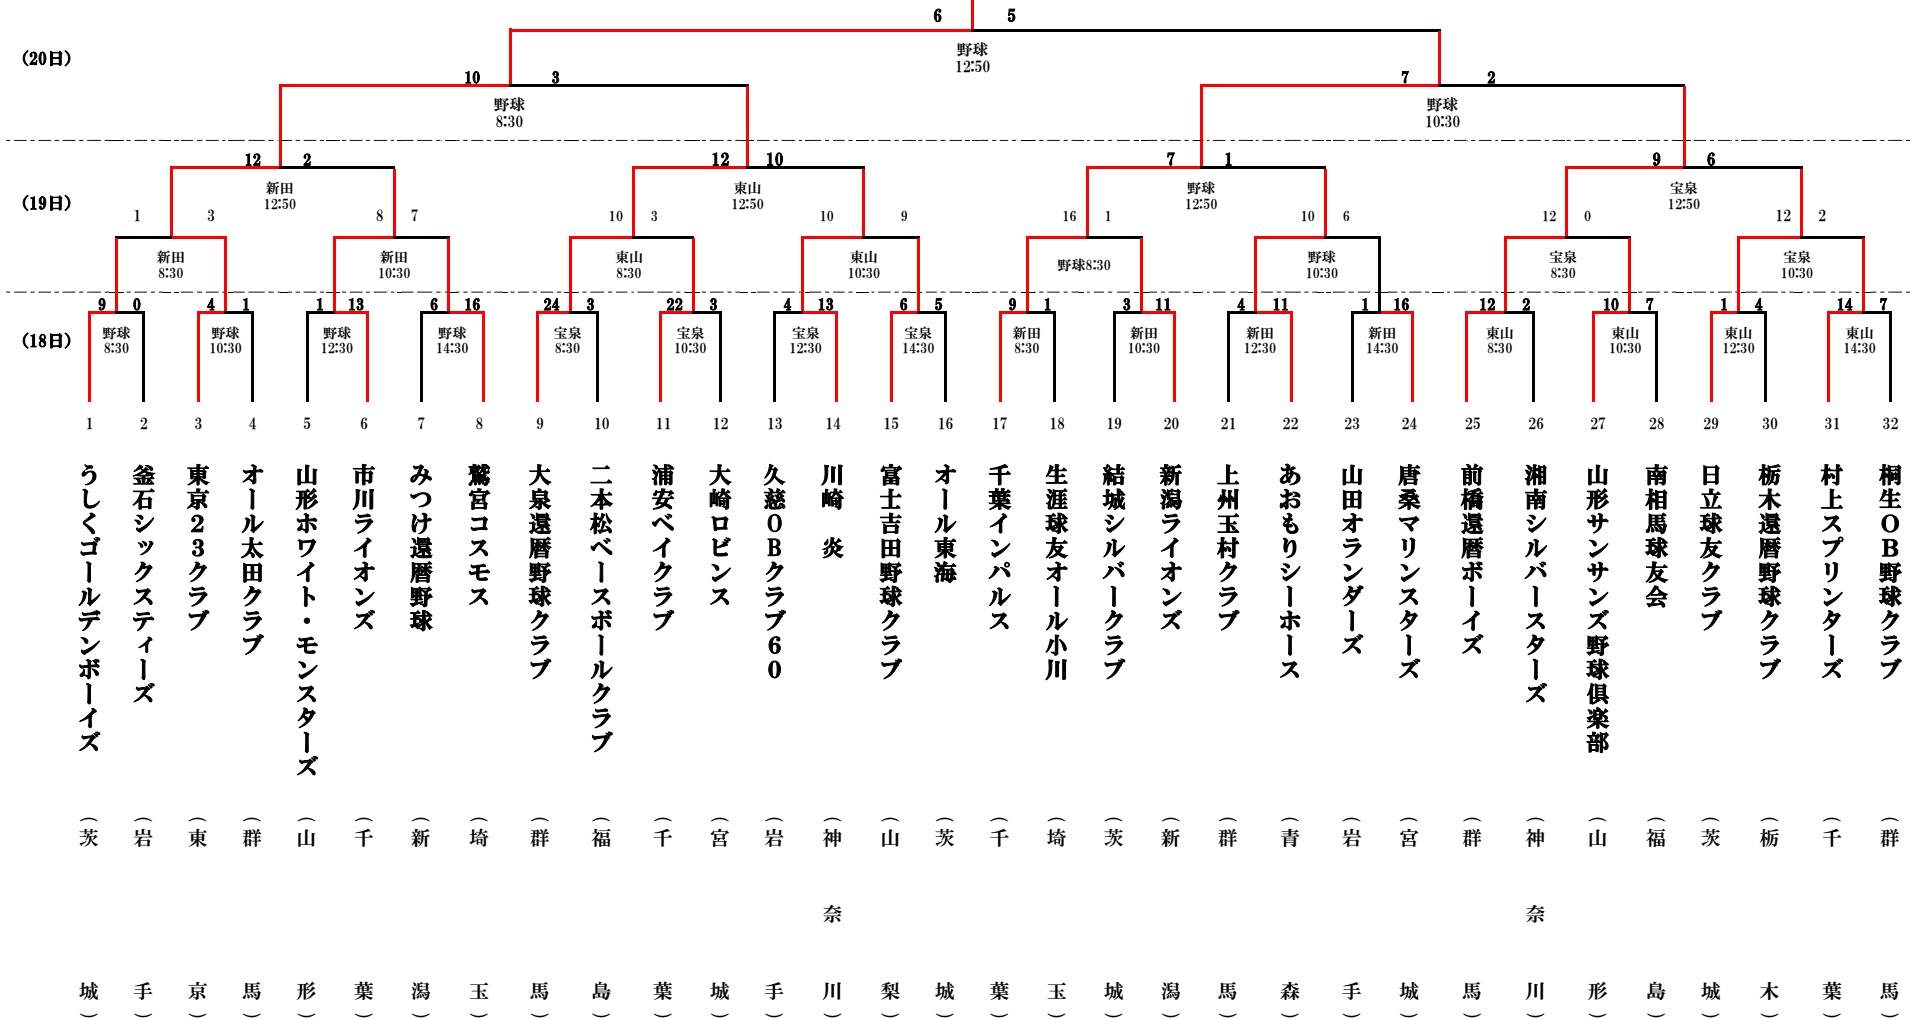 6 5
(20日)
野球
12:50
10 3
7 2
野球
8:30
野球
10:30
12 2
12 10
7 1
9 6
(19日)
新田
12:50
東山
12:50
野球
12:50
宝泉
12:50
1 3
8 7
10 3
10 9
16 1
10 6
12 0
12 2
新田
8:30
新田
10:30
東山
8:30
東山
10:30
野球8:30
野球
10:30
宝泉
8:30
宝泉
10:30
9 0
4 1
1 13
6 16
24 3
22 3
4 13
6 5
9 1
3 11
4 11
1 16
12 2
10 7
1 4
14 7
(18日)
野球
8:30
野球
10:30
野球
12:30
野球
14:30
宝泉
8:30
宝泉
10:30
宝泉
12:30
宝泉
14:30
新田
8:30
新田
10:30
新田
12:30
新田
14:30
東山
8:30
東山
10:30
東山
12:30
東山
14:30
1 2 3 4 5 6 7 8 9 10 11 12 13 14 15 16 17 18 19 20 21 22 23 24 25 26 27 28 29 30 31 32
うしくゴールデンボーイズ(茨城)
釜石シックスティーズ(岩手)
東京23クラブ(東京)
オール太田クラブ(群馬)
山形ホワイト・モンスターズ(山形)
市川ライオンズ(千葉)
みつけ還暦野球(新潟)
鷲宮コスモス(埼玉)
大泉還暦野球クラブ(群馬)
二本松ベースボールクラブ(福島)
浦安ベイクラブ(千葉)
大崎ロビンス(宮城)
久慈OBクラブ60(岩手)
川崎 炎(神奈川)
富士吉田野球クラブ(山梨)
オール東海(茨城)
千葉インパルス(千葉)
生涯球友オール小川(埼玉)
結城シルバークラブ(茨城)
新潟ライオンズ(新潟)
上州玉村クラブ(群馬)
あおもりシーホース(青森)
山田オランダーズ(岩手)
唐桑マリンスターズ(宮城)
前橋還暦ボーイズ(群馬)
湘南シルバースターズ(神奈川)
山形サンサンズ野球倶楽部(山形)
南相馬球友会(福島)
日立球友クラブ(茨城)
栃木還暦野球クラブ(栃木)
村上スプリンターズ(千葉)
桐生OB野球クラブ(群馬)